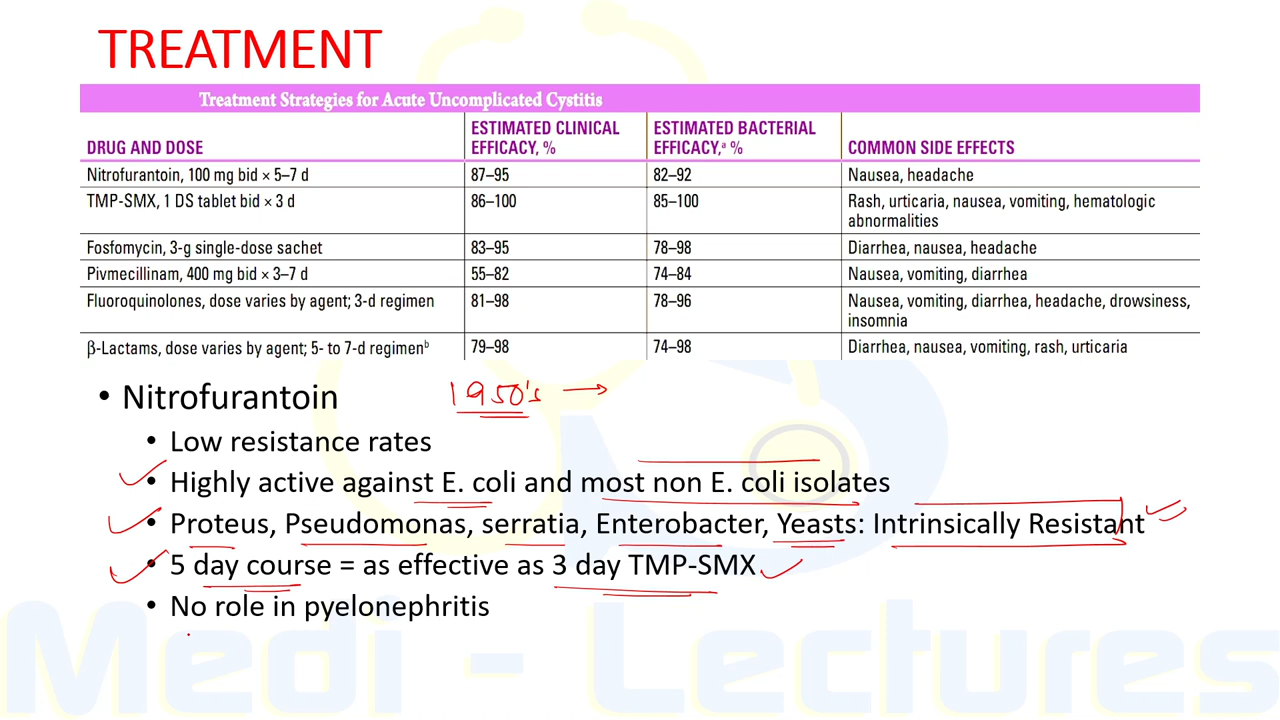 TREATMENT
Treatment Strategies for Acute Uncomplicated Cystitis
DRUG AND DOSE ESTIMATED CLINICAL EFFICACY, % ESTIMATED BACTERIAL EFFICACY,ᵃ % COMMON SIDE EFFECTS
Nitrofurantoin, 100 mg bid × 5–7 d 87–95 82–92 Nausea, headache
TMP-SMX, 1 DS tablet bid × 3 d 86–100 85–100 Rash, urticaria, nausea, vomiting, hematologic
abnormalities
Fosfomycin, 3-g single-dose sachet 83–95 78–98 Diarrhea, nausea, headache
Pivmecillinam, 400 mg bid × 3–7 d 55–82 74–84 Nausea, vomiting, diarrhea
Fluoroquinolones, dose varies by agent; 3-d regimen 81–98 78–96 Nausea, vomiting, diarrhea, headache, drowsiness,
insomnia
β-Lactams, dose varies by agent; 5- to 7-d regimenᵇ 79–98 74–98 Diarrhea, nausea, vomiting, rash, urticaria
• Nitrofurantoin 1950's →
• Low resistance rates
• Highly active against E. coli and most non E. coli isolates
• Proteus, Pseudomonas, serratia, Enterobacter, Yeasts: Intrinsically Resistant
• 5 day course = as effective as 3 day TMP-SMX
• No role in pyelonephritis
Medi - Lectures